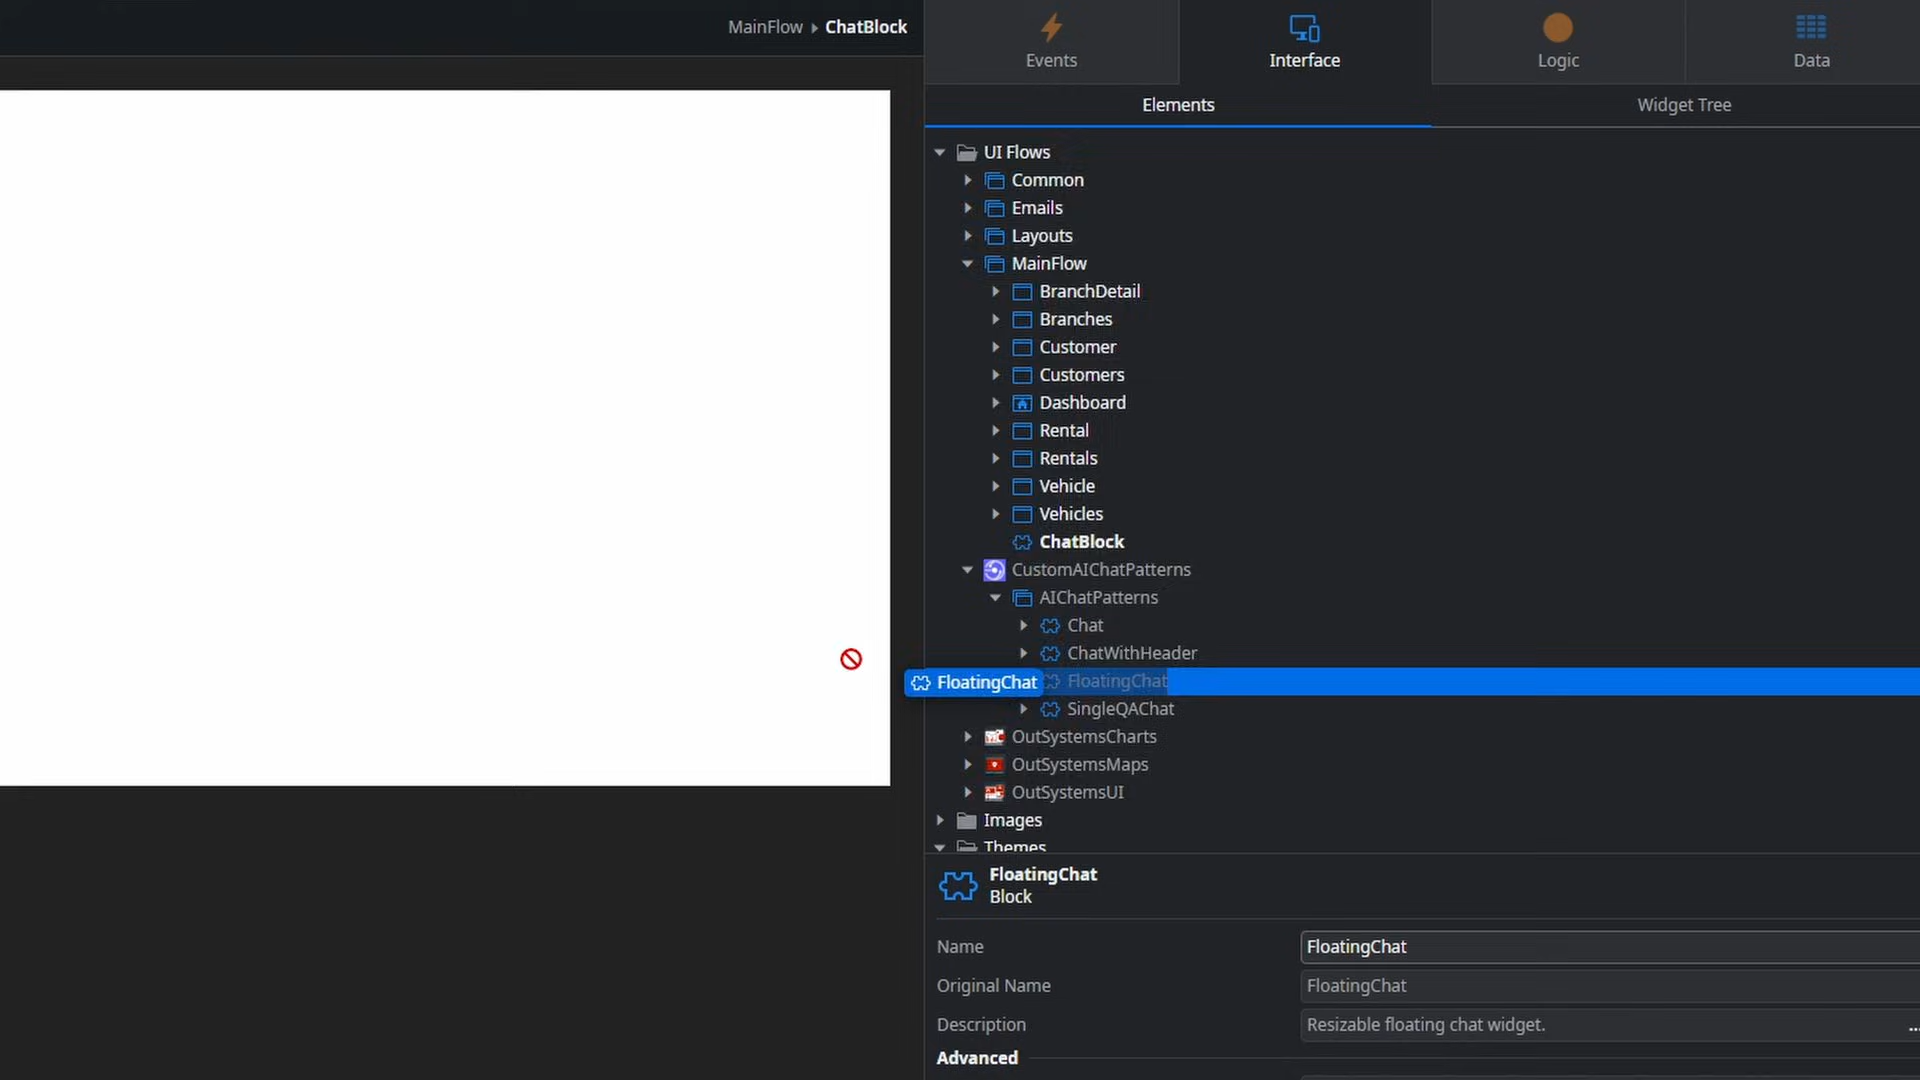 MainFlow ▸ ChatBlock
Events
Interface
Logic
Data
Elements
Widget Tree
UI Flows
Common
Emails
Layouts
MainFlow
BranchDetail
Branches
Customer
Customers
Dashboard
Rental
Rentals
Vehicle
Vehicles
ChatBlock
CustomAIChatPatterns
AIChatPatterns
Chat
ChatWithHeader
FloatingChat FloatingChat
SingleQAChat
OutSystemsCharts
OutSystemsMaps
OutSystemsUI
Images
Themes
FloatingChat
Block
Name FloatingChat
Original Name FloatingChat
Description Resizable floating chat widget. ...
Advanced